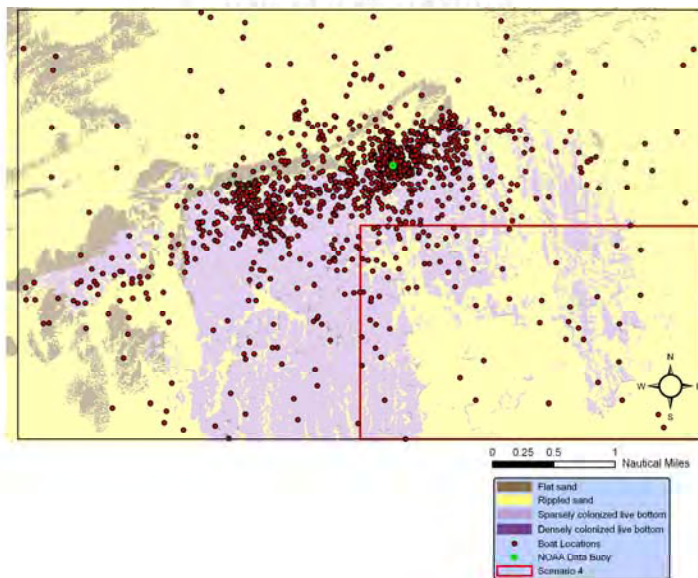 N
W
S
0 0.25 0.5 1
Nautical Miles
Flat sand
Rippled sand
Sparsely colonized live bottom
Densely colonized live bottom
Boat Locations
NOAA Data Buoy
Scenario 4